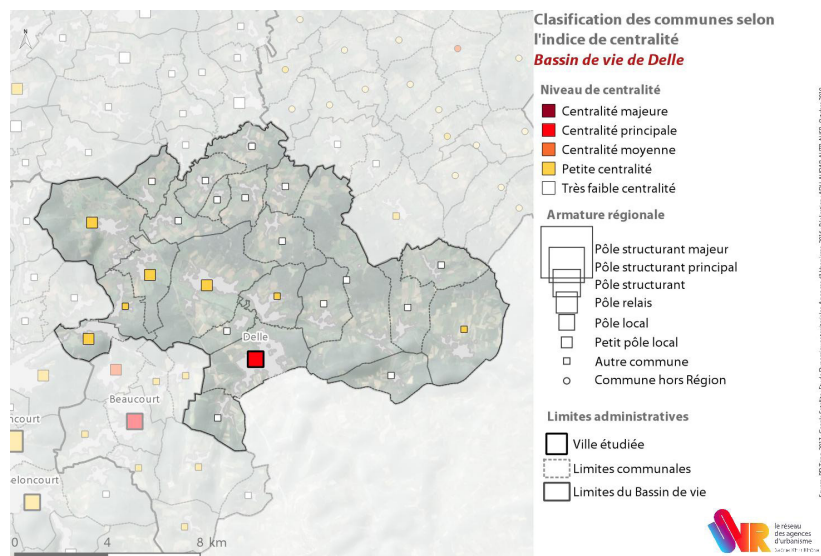 Clasification des communes selon
l'indice de centralité
Bassin de vie de Delle
Niveau de centralité
Centralité majeure
Centralité principale
Centralité moyenne
Petite centralité
Très faible centralité
Armature régionale
Pôle structurant majeur
Pôle structurant principal
Pôle structurant
Pôle relais
Pôle local
Petit pôle local
Autre commune
Commune hors Région
Limites administratives
Ville étudiée
Limites communales
Limites du Bassin de vie
N
Delle
Beaucourt
ncourt
eloncourt
0 4 8 km
le réseau
des agences
d'urbanisme